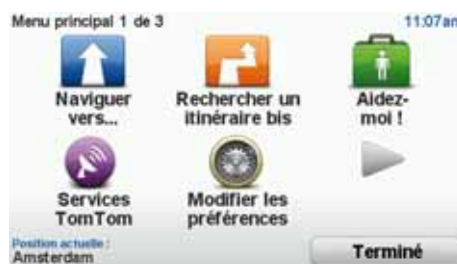 Menu principal 1 de 3
11:07am
Naviguer
vers...
Rechercher un
itinéraire bis
Aidez-
moi !
Services
TomTom
Modifier les
préférences
Position actuelle :
Amsterdam
Terminé